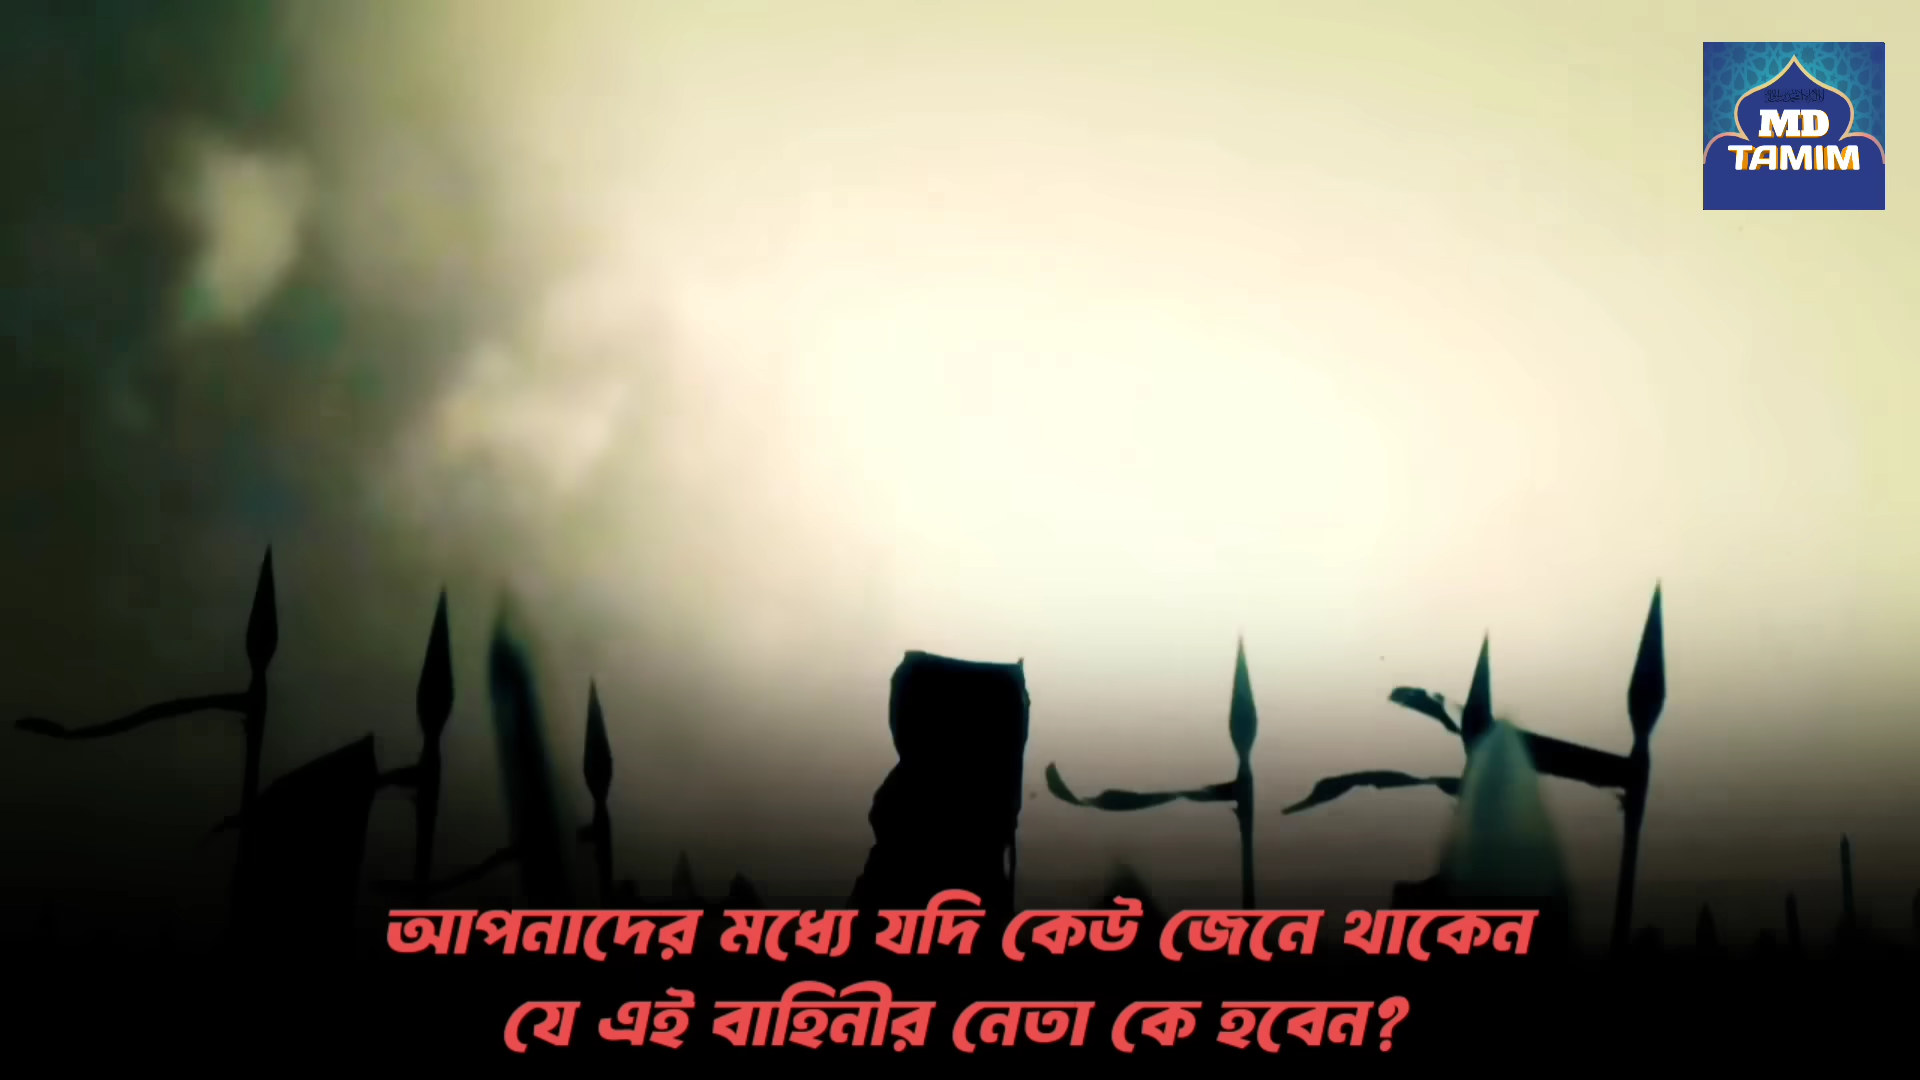 MD
TAMIM
আপনাদের মধ্যে যদি কেউ জেনে থাকেন
যে এই বাহিনীর নেতা কে হবেন?